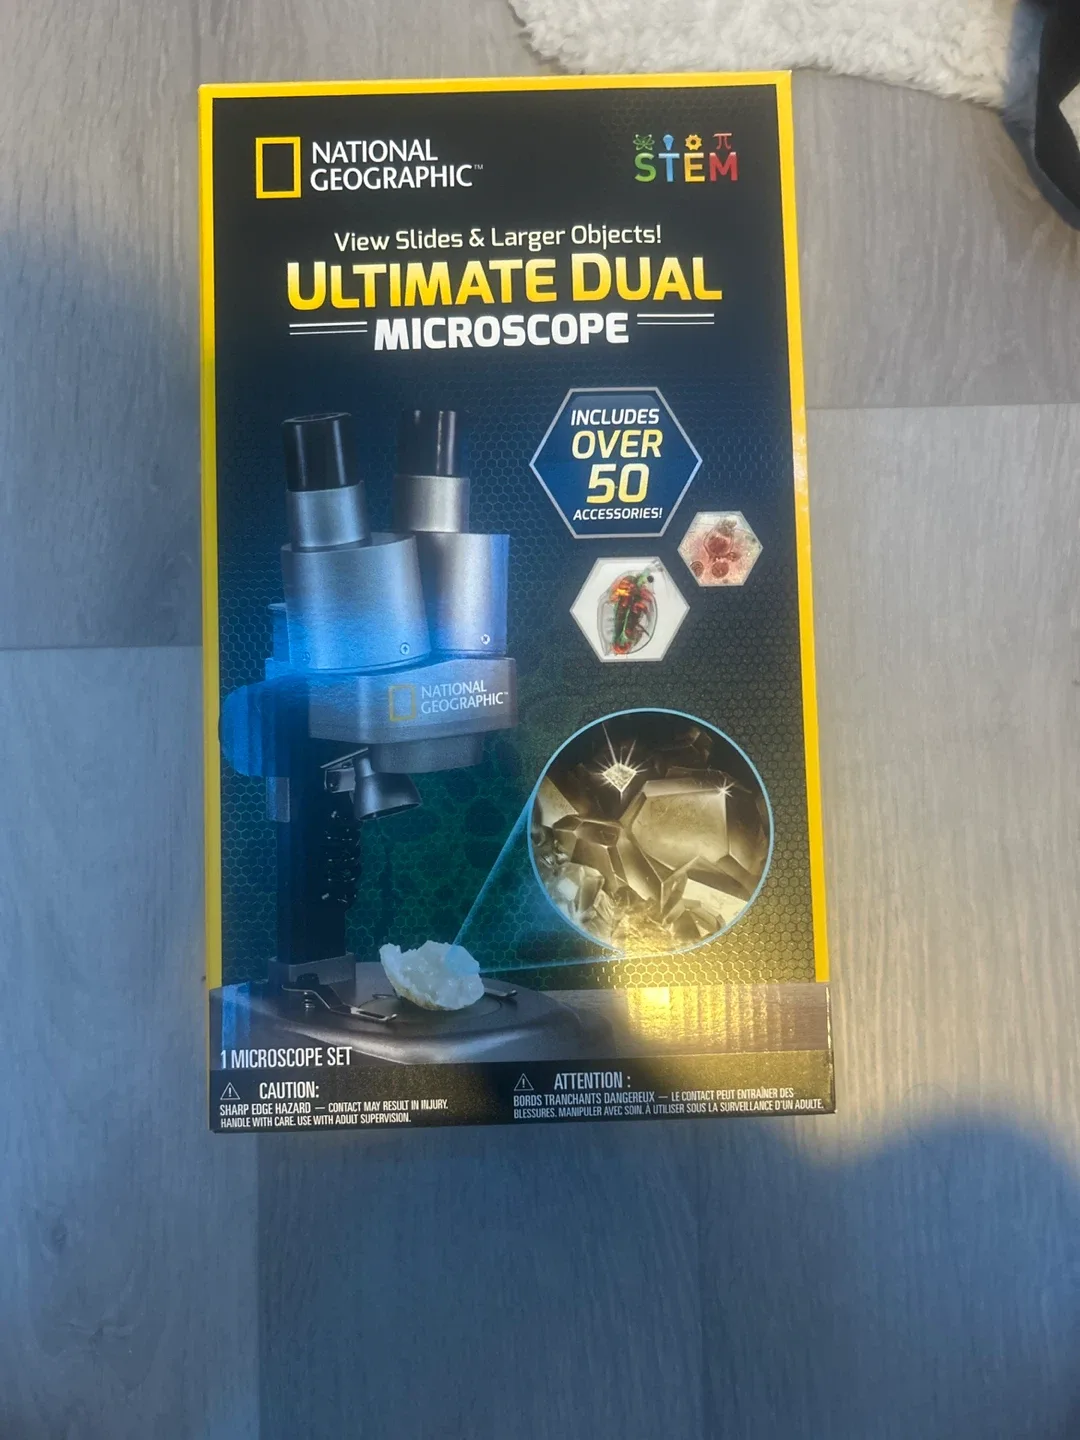 NATIONAL
GEOGRAPHIC™
STEM
View Slides & Larger Objects!
ULTIMATE DUAL
MICROSCOPE
INCLUDES
OVER
50
ACCESSORIES!
NATIONAL
GEOGRAPHIC™
1 MICROSCOPE SET
CAUTION:
SHARP EDGE HAZARD — CONTACT MAY RESULT IN INJURY.
HANDLE WITH CARE. USE WITH ADULT SUPERVISION.
ATTENTION :
BORDS TRANCHANTS DANGEREUX — LE CONTACT PEUT ENTRAÎNER DES
BLESSURES. MANIPULER AVEC SOIN. À UTILISER SOUS LA SURVEILLANCE D'UN ADULTE.